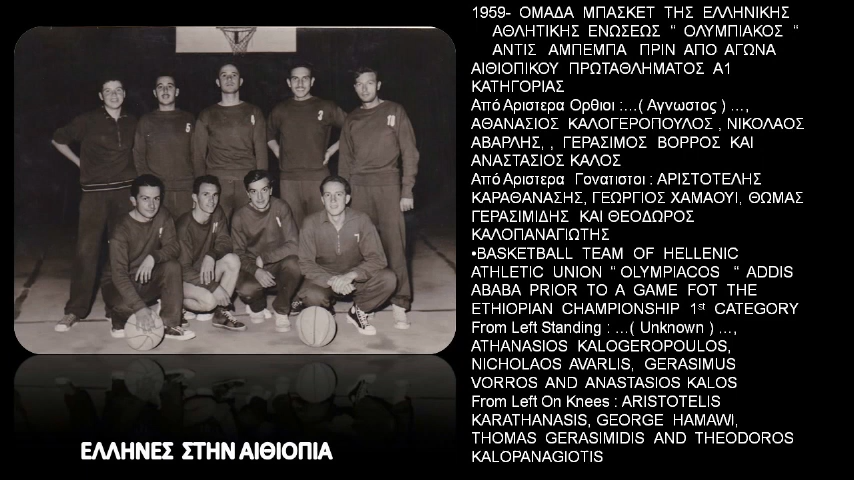 1959- ΟΜΑΔΑ ΜΠΑΣΚΕΤ ΤΗΣ ΕΛΛΗΝΙΚΗΣ
ΑΘΛΗΤΙΚΗΣ ΕΝΩΣΕΩΣ " ΟΛΥΜΠΙΑΚΟΣ "
ΑΝΤΙΣ ΑΜΠΕΜΠΑ ΠΡΙΝ ΑΠΟ ΑΓΩΝΑ
ΑΙΘΙΟΠΙΚΟΥ ΠΡΩΤΑΘΛΗΜΑΤΟΣ Α1
ΚΑΤΗΓΟΡΙΑΣ
Από Αριστερα Ορθιοι :...( Αγνωστος ) ...,
ΑΘΑΝΑΣΙΟΣ ΚΑΛΟΓΕΡΟΠΟΥΛΟΣ , ΝΙΚΟΛΑΟΣ
ΑΒΑΡΛΗΣ, , ΓΕΡΑΣΙΜΟΣ ΒΟΡΡΟΣ ΚΑΙ
ΑΝΑΣΤΑΣΙΟΣ ΚΑΛΟΣ
Από Αριστερα Γονατιστοι : ΑΡΙΣΤΟΤΕΛΗΣ
ΚΑΡΑΘΑΝΑΣΗΣ, ΓΕΩΡΓΙΟΣ ΧΑΜΑΟΥΙ, ΘΩΜΑΣ
ΓΕΡΑΣΙΜΙΔΗΣ ΚΑΙ ΘΕΟΔΩΡΟΣ
ΚΑΛΟΠΑΝΑΓΙΩΤΗΣ
•BASKETBALL TEAM OF HELLENIC
ATHLETIC UNION " OLYMPIACOS " ADDIS
ABABA PRIOR TO A GAME FOT THE
ETHIOPIAN CHAMPIONSHIP 1st CATEGORY
From Left Standing : ...( Unknown ) ...,
ATHANASIOS KALOGEROPOULOS,
NICHOLAOS AVARLIS, GERASIMUS
VORROS AND ANASTASIOS KALOS
From Left On Knees : ARISTOTELIS
KARATHANASIS, GEORGE HAMAWI,
THOMAS GERASIMIDIS AND THEODOROS
KALOPANAGIOTIS
ΕΛΛΗΝΕΣ ΣΤΗΝ ΑΙΘΙΟΠΙΑ